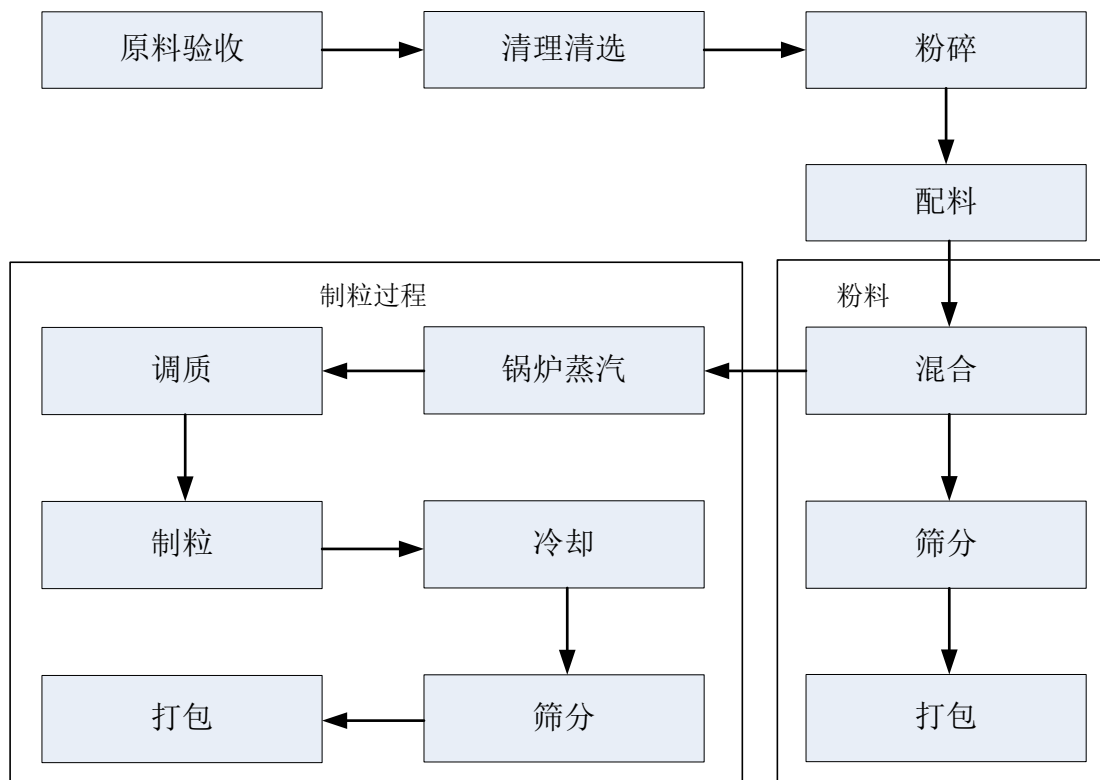 原料验收
清理清选
粉碎
配料
制粒过程
粉料
调质
锅炉蒸汽
混合
制粒
冷却
筛分
打包
筛分
打包